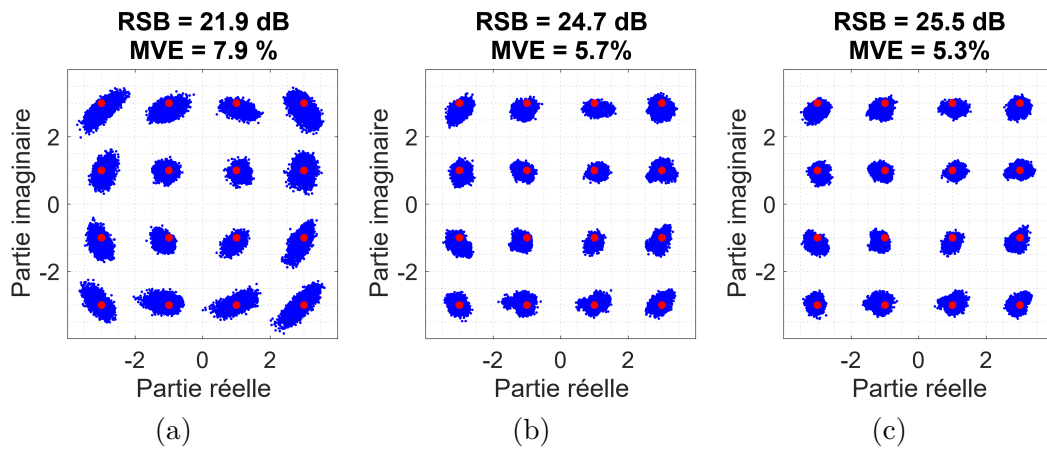 RSB = 21.9 dB
MVE = 7.9 %
Partie imaginaire
2
0
-2
-2
0
2
Partie réelle
(a)
RSB = 24.7 dB
MVE = 5.7%
Partie imaginaire
2
0
-2
-2
0
2
Partie réelle
(b)
RSB = 25.5 dB
MVE = 5.3%
Partie imaginaire
2
0
-2
-2
0
2
Partie réelle
(c)